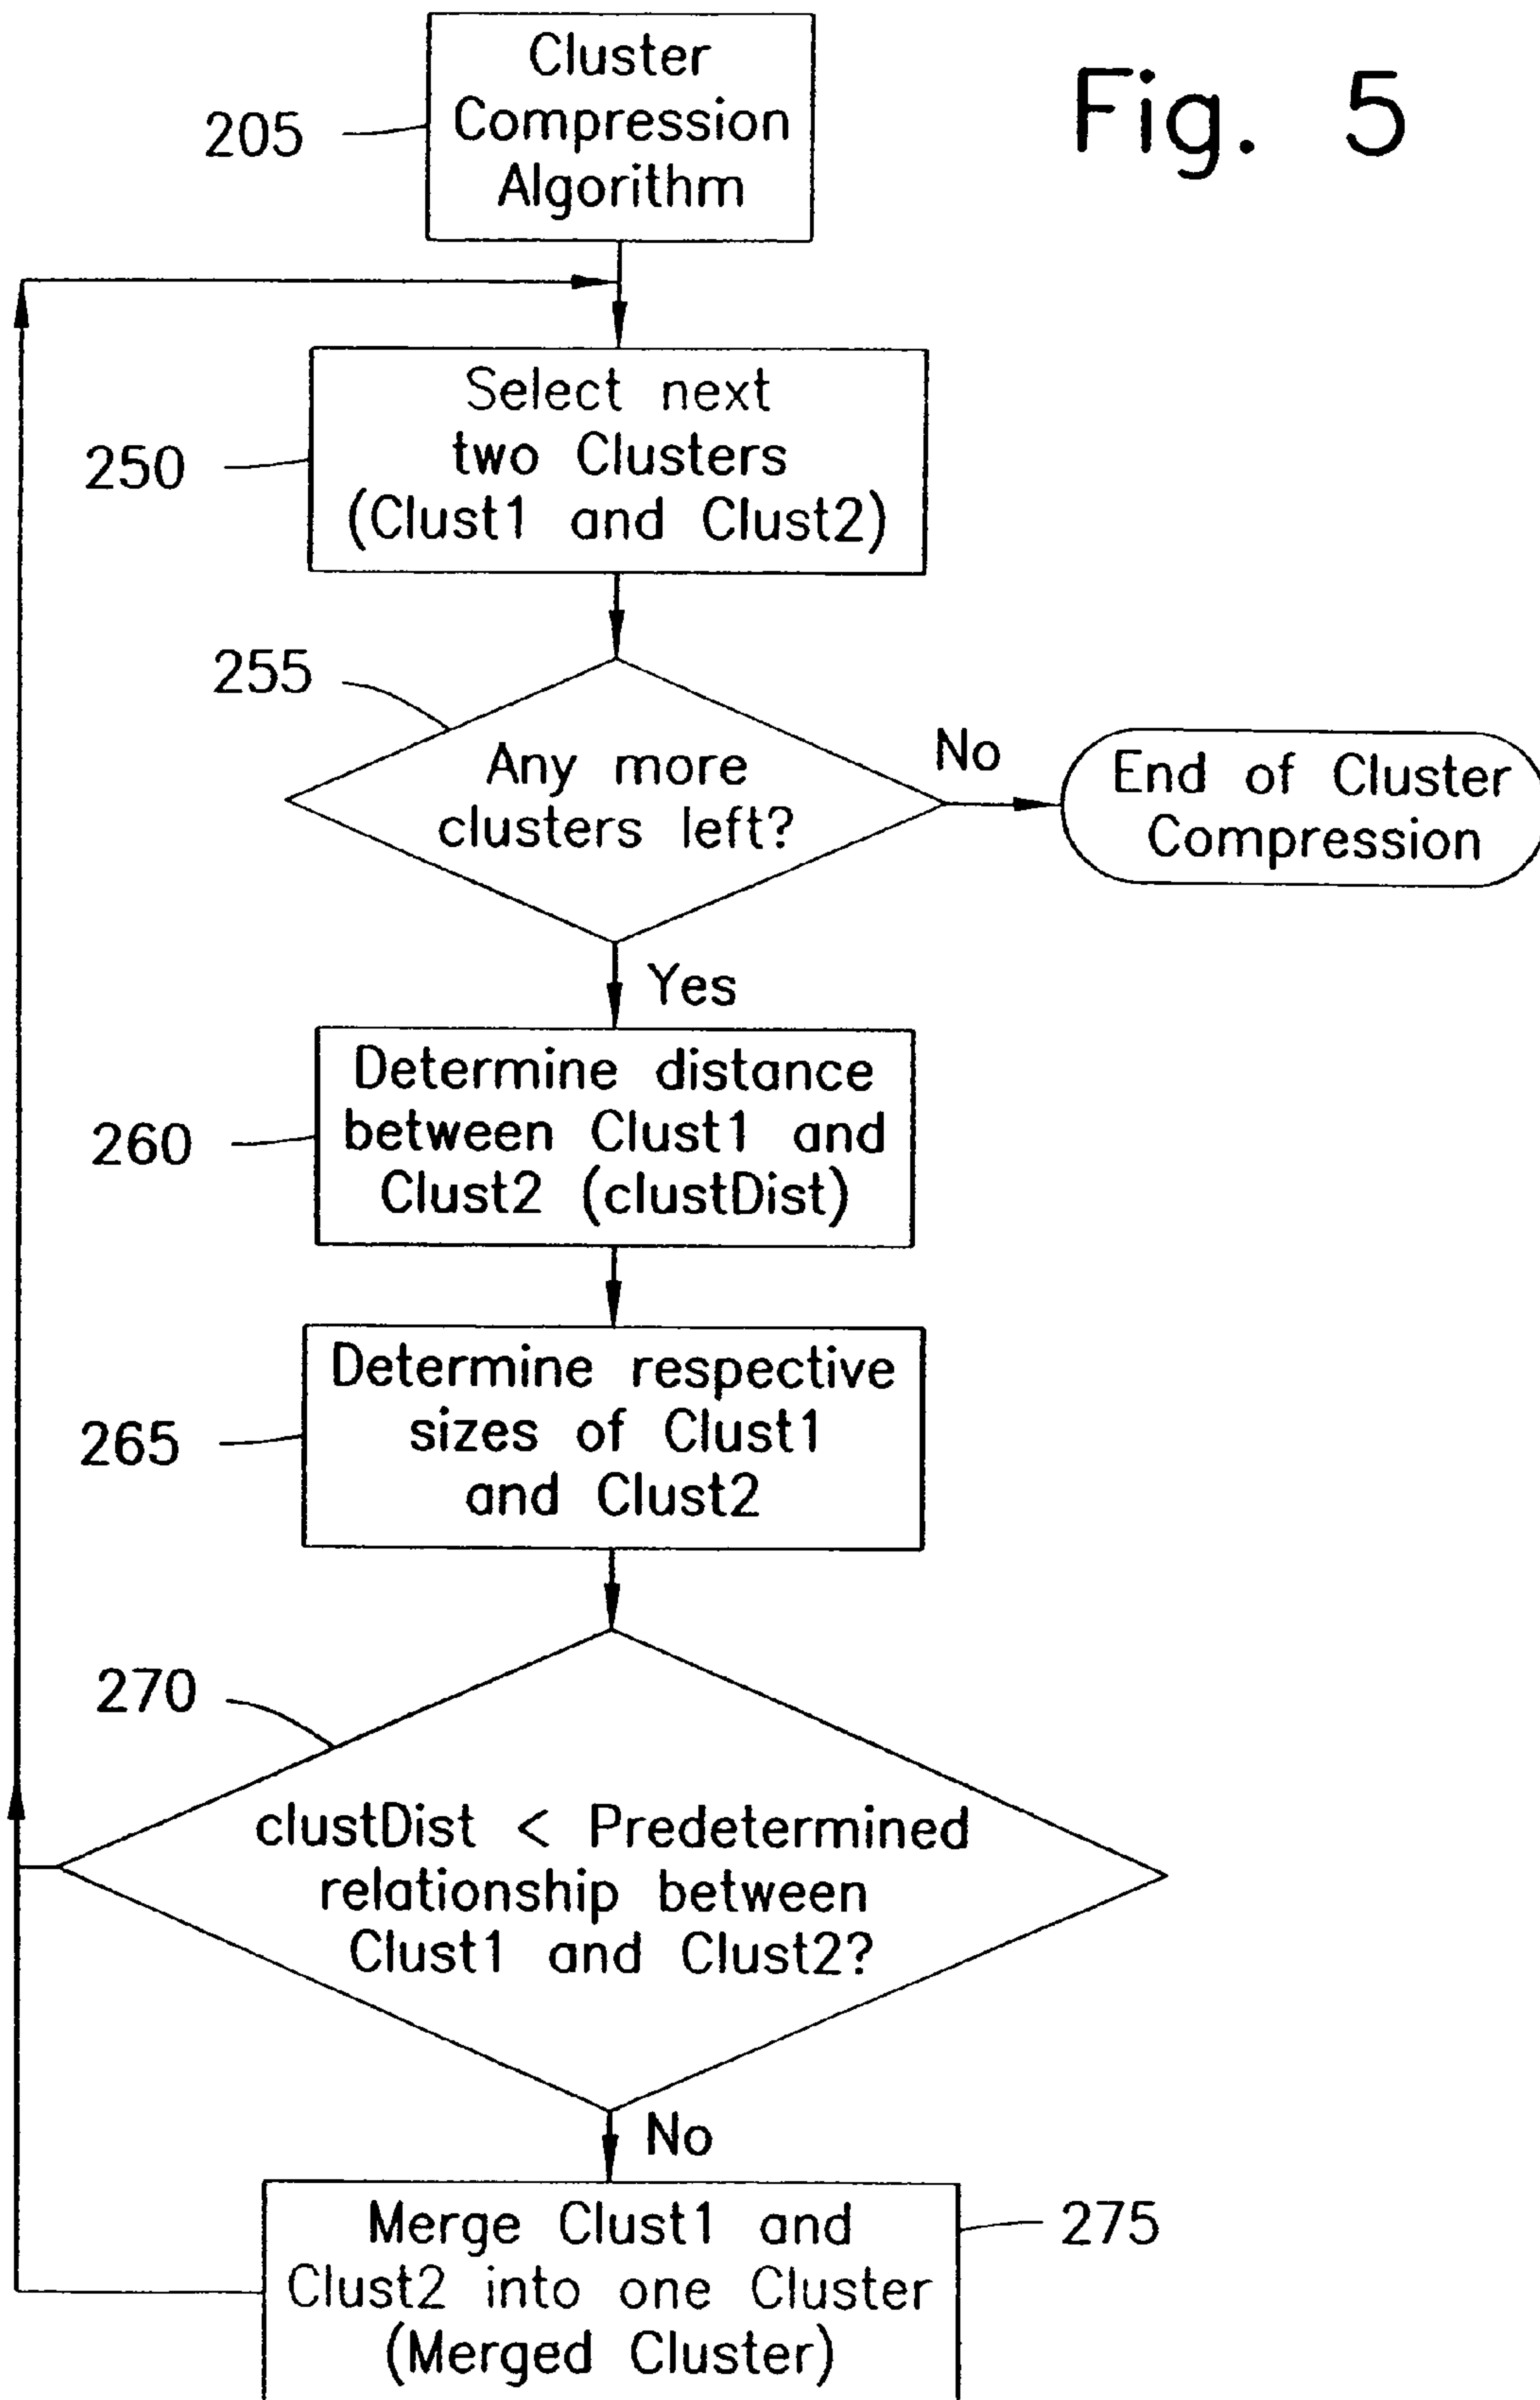 Fig. 5
205
Cluster
Compression
Algorithm
250
Select next
two Clusters
(Clust1 and Clust2)
255
Any more
clusters left?
No
End of Cluster
Compression
Yes
260
Determine distance
between Clust1 and
Clust2 (clustDist)
265
Determine respective
sizes of Clust1
and Clust2
270
clustDist < Predetermined
relationship between
Clust1 and Clust2?
No
275
Merge Clust1 and
Clust2 into one Cluster
(Merged Cluster)